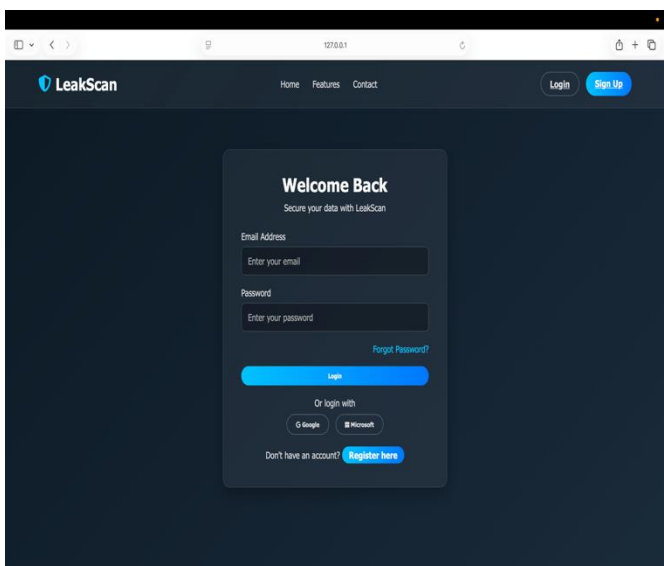 127.0.0.1
LeakScan
Home Features Contact
Login Sign Up
Welcome Back
Secure your data with LeakScan
Email Address
Enter your email
Password
Enter your password
Forgot Password?
Login
Or login with
G Google Microsoft
Don't have an account? Register here